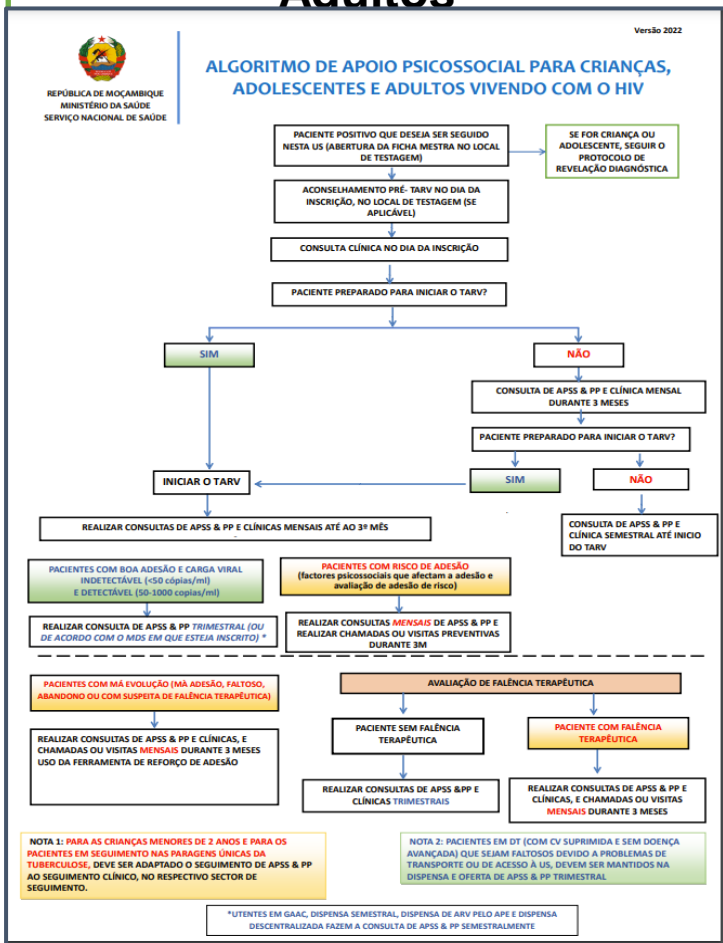 Adultos
Versão 2022
REPÚBLICA DE MOÇAMBIQUE
MINISTÉRIO DA SAÚDE
SERVIÇO NACIONAL DE SAÚDE
ALGORITMO DE APOIO PSICOSSOCIAL PARA CRIANÇAS,
ADOLESCENTES E ADULTOS VIVENDO COM O HIV
PACIENTE POSITIVO QUE DESEJA SER SEGUIDO
NESTA US (ABERTURA DA FICHA MESTRA NO LOCAL
DE TESTAGEM)
SE FOR CRIANÇA OU
ADOLESCENTE, SEGUIR O
PROTOCOLO DE
REVELAÇÃO DIAGNÓSTICA
ACONSELHAMENTO PRÉ- TARV NO DIA DA
INSCRIÇÃO, NO LOCAL DE TESTAGEM (SE
APLICÁVEL)
CONSULTA CLÍNICA NO DIA DA INSCRIÇÃO
PACIENTE PREPARADO PARA INICIAR O TARV?
SIM
NÃO
CONSULTA DE APSS & PP E CLÍNICA MENSAL
DURANTE 3 MESES
PACIENTE PREPARADO PARA INICIAR O TARV?
SIM
NÃO
INICIAR O TARV
REALIZAR CONSULTAS DE APSS & PP E CLÍNICAS MENSAIS ATÉ AO 3º MÊS
CONSULTA DE APSS & PP E
CLÍNICA SEMESTRAL ATÉ INICIO
DO TARV
PACIENTES COM BOA ADESÃO E CARGA VIRAL
INDETECTÁVEL (<50 cópias/ml)
E DETECTÁVEL (50-1000 copias/ml)
PACIENTES COM RISCO DE ADESÃO
(factores psicossociais que afectam a adesão e
avaliação de adesão de risco)
REALIZAR CONSULTA DE APSS & PP TRIMESTRAL (OU
DE ACORDO COM O MDS EM QUE ESTEJA INSCRITO) *
REALIZAR CONSULTAS MENSAIS DE APSS & PP E
REALIZAR CHAMADAS OU VISITAS PREVENTIVAS
DURANTE 3M
PACIENTES COM MÁ EVOLUÇÃO (MÀ ADESÃO, FALTOSO,
ABANDONO OU COM SUSPEITA DE FALÊNCIA TERAPÊUTICA)
REALIZAR CONSULTAS DE APSS & PP E CLÍNICAS, E
CHAMADAS OU VISITAS MENSAIS DURANTE 3 MESES
USO DA FERRAMENTA DE REFORÇO DE ADESÃO
AVALIAÇÃO DE FALÊNCIA TERAPÊUTICA
PACIENTE SEM FALÊNCIA
TERAPÊUTICA
PACIENTE COM FALÊNCIA
TERAPÊUTICA
REALIZAR CONSULTAS DE APSS &PP E
CLÍNICAS TRIMESTRAIS
REALIZAR CONSULTAS DE APSS & PP E
CLÍNICAS, E CHAMADAS OU VISITAS
MENSAIS DURANTE 3 MESES
NOTA 1: PARA AS CRIANÇAS MENORES DE 2 ANOS E PARA OS
PACIENTES EM SEGUIMENTO NAS PARAGENS ÚNICAS DA
TUBERCULOSE, DEVE SER ADAPTADO O SEGUIMENTO DE APSS & PP
AO SEGUIMENTO CLÍNICO, NO RESPECTIVO SECTOR DE
SEGUIMENTO.
NOTA 2: PACIENTES EM DT (COM CV SUPRIMIDA E SEM DOENÇA
AVANÇADA) QUE SEJAM FALTOSOS DEVIDO A PROBLEMAS DE
TRANSPORTE OU DE ACESSO À US, DEVEM SER MANTIDOS NA
DISPENSA E OFERTA DE APSS & PP TRIMESTRAL
*UTENTES EM GAAC, DISPENSA SEMESTRAL, DISPENSA DE ARV PELO APE E DISPENSA
DESCENTRALIZADA FAZEM A CONSULTA DE APSS & PP SEMESTRALMENTE